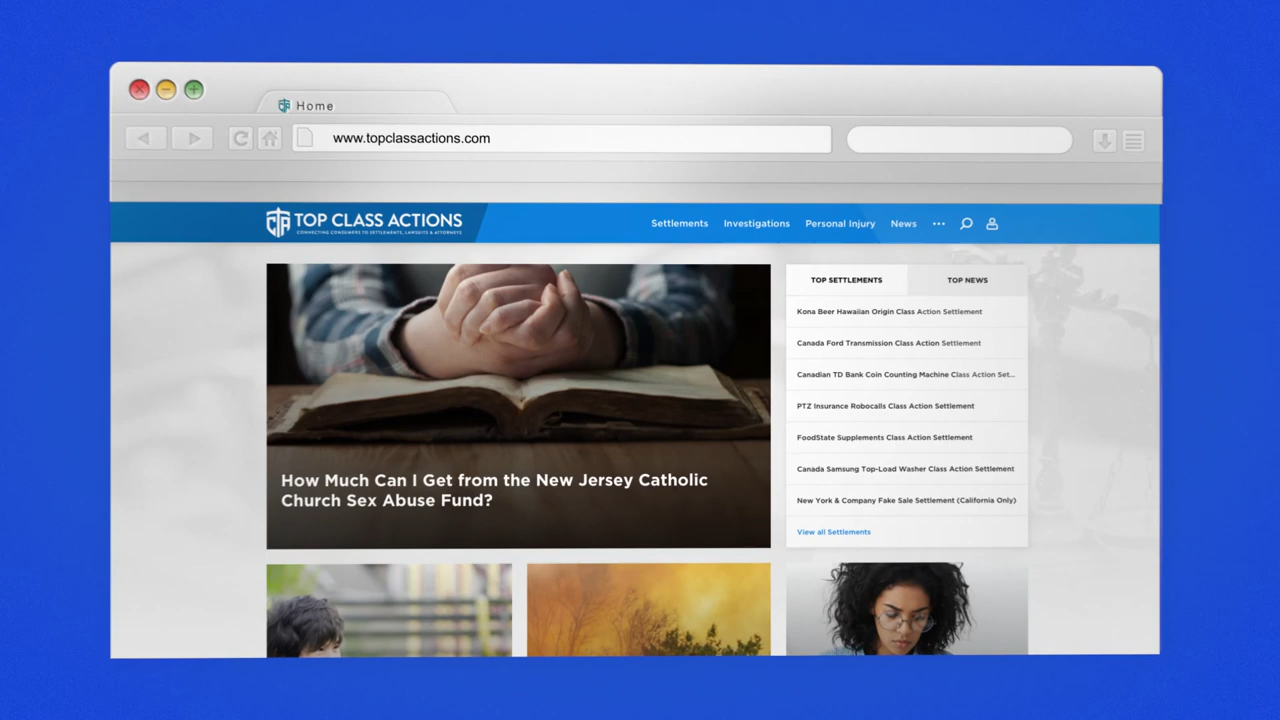 Home
www.topclassactions.com
TOP CLASS ACTIONS
CONNECTING CONSUMERS TO SETTLEMENTS, LAWSUITS & ATTORNEYS
Settlements Investigations Personal Injury News
TOP SETTLEMENTS TOP NEWS
Kona Beer Hawaiian Origin Class Action Settlement
Canada Ford Transmission Class Action Settlement
Canadian TD Bank Coin Counting Machine Class Action Set...
PTZ Insurance Robocalls Class Action Settlement
FoodState Supplements Class Action Settlement
Canada Samsung Top-Load Washer Class Action Settlement
New York & Company Fake Sale Settlement (California Only)
View all Settlements
How Much Can I Get from the New Jersey Catholic
Church Sex Abuse Fund?